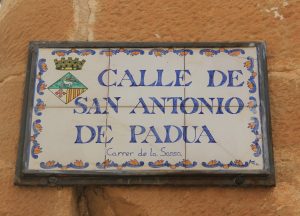 CALLE DE
SAN ANTONIO
DE PADUA
Carrer de la Sassa